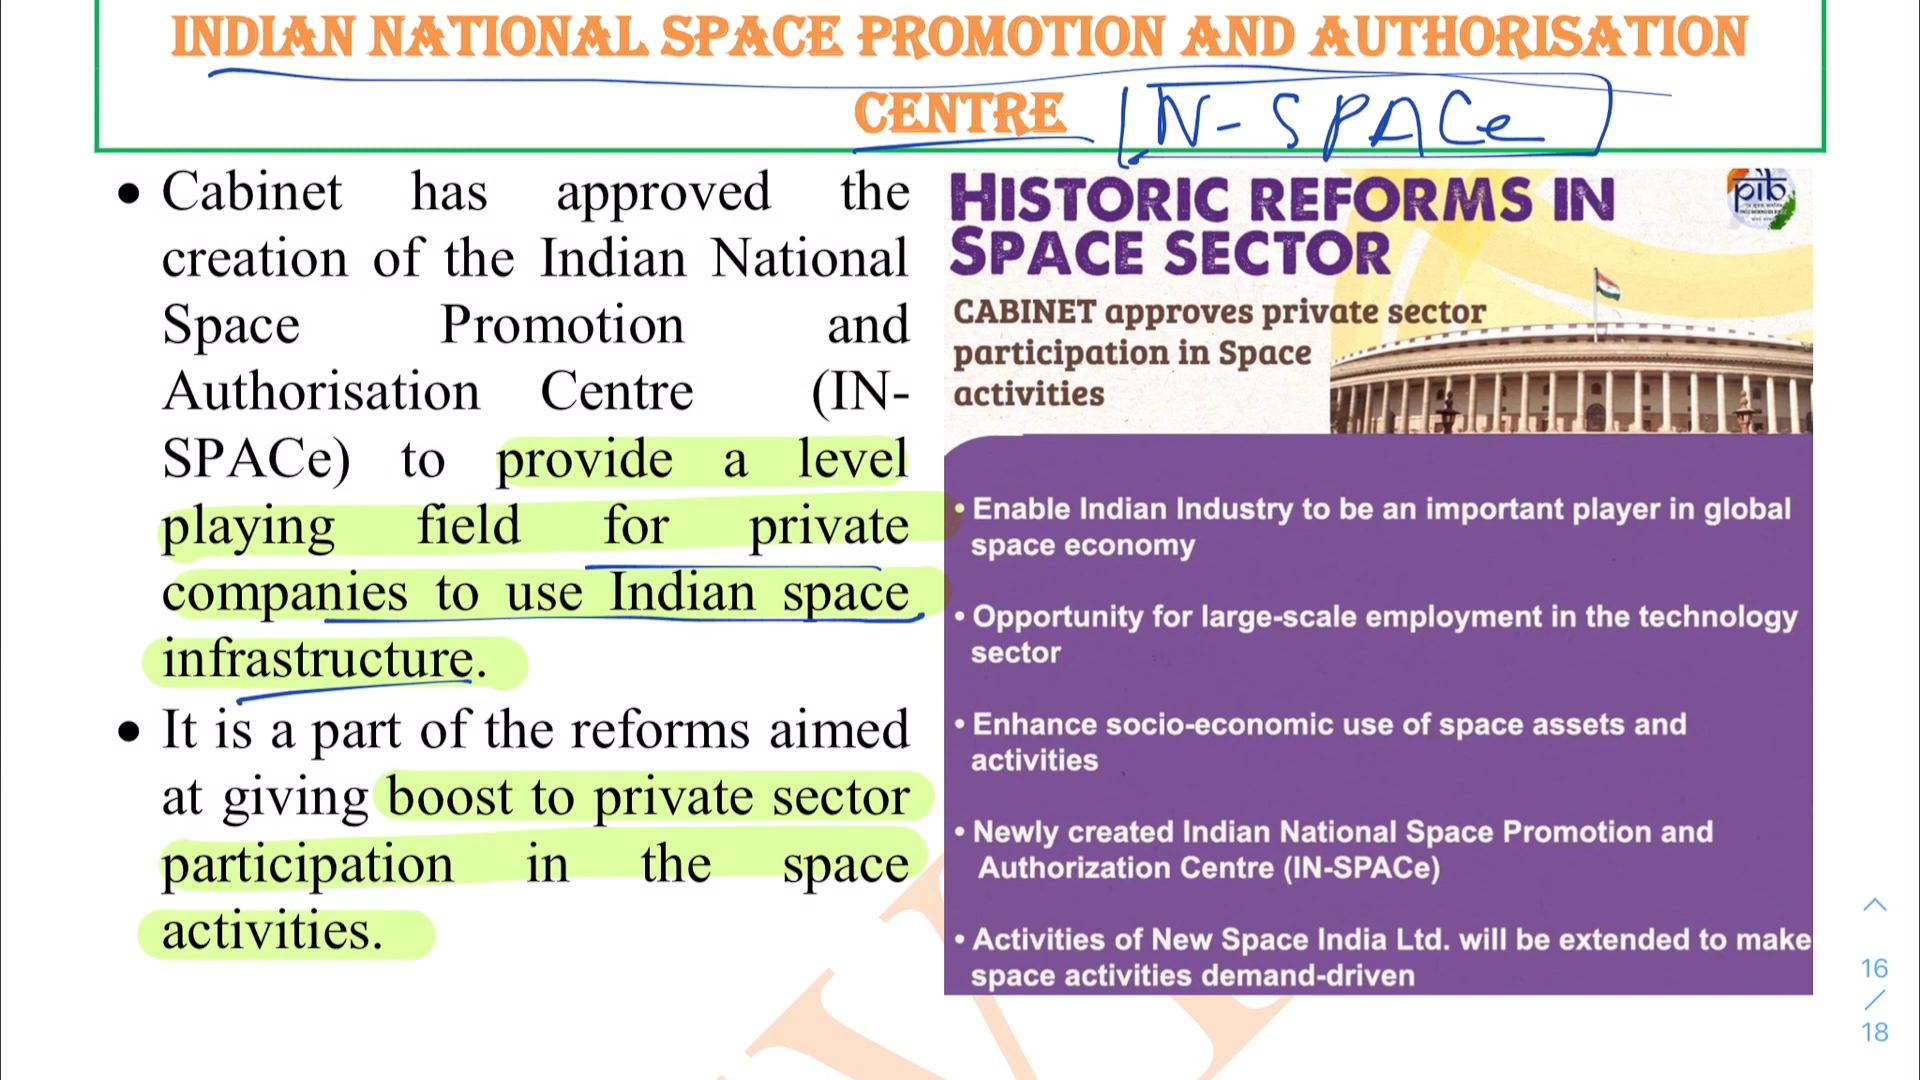 INDIAN NATIONAL SPACE PROMOTION AND AUTHORISATION
CENTRE
IN-SPACe
• Cabinet has approved the
creation of the Indian National
Space Promotion and
Authorisation Centre (IN-
SPACe) to provide a level
playing field for private
companies to use Indian space
infrastructure.
• It is a part of the reforms aimed
at giving boost to private sector
participation in the space
activities.
HISTORIC REFORMS IN
SPACE SECTOR
pib
CABINET approves private sector
participation in Space
activities
• Enable Indian Industry to be an important player in global
space economy
• Opportunity for large-scale employment in the technology
sector
• Enhance socio-economic use of space assets and
activities
• Newly created Indian National Space Promotion and
Authorization Centre (IN-SPACe)
• Activities of New Space India Ltd. will be extended to make
space activities demand-driven
16
/
18